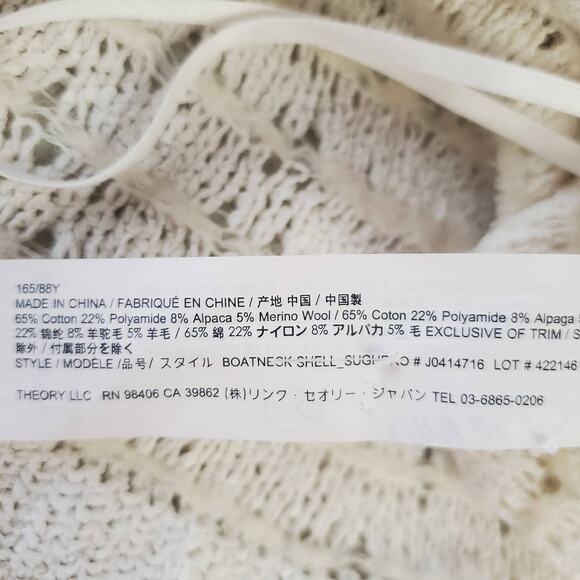 165/88Y
MADE IN CHINA / FABRIQUÉ EN CHINE / 产地 中国 / 中国製
65% Cotton 22% Polyamide 8% Alpaca 5% Merino Wool / 65% Coton 22% Polyamide 8% Alpaga 5
22% 锦纶 8% 羊驼毛 5% 羊毛 / 65% 綿 22% ナイロン 8% アルパカ 5% 毛 EXCLUSIVE OF TRIM / S
除外 / 付属部分を除く
STYLE / MODÈLE / 品号 / スタイル BOATNECK # J0414716 LOT # 422146
THEORY LLC RN 98406 CA 39862 (株)リンク・セオリー・ジャパン TEL 03-6865-0206